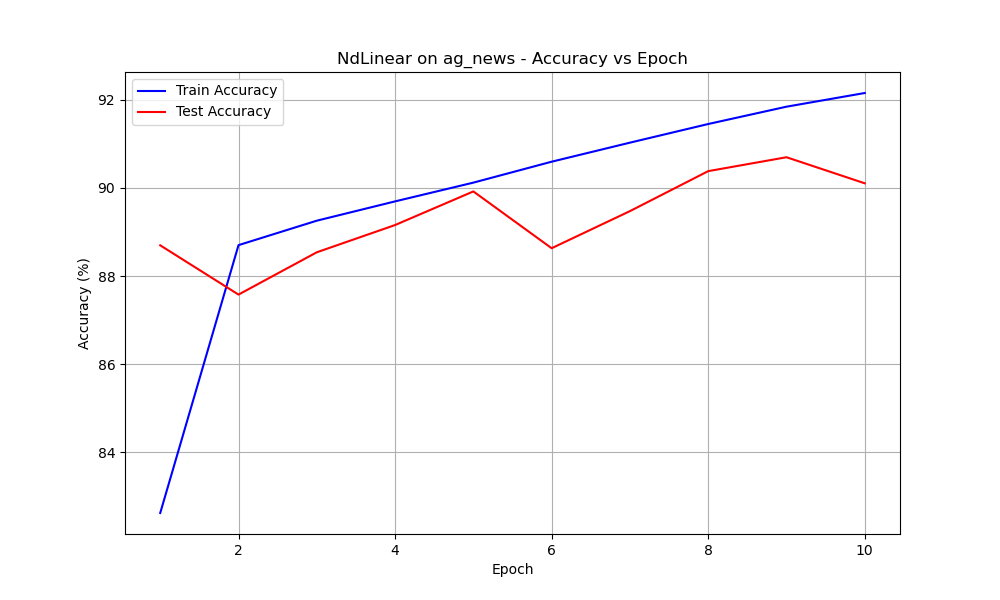 NdLinear on ag_news - Accuracy vs Epoch
Train Accuracy
Test Accuracy
92
90
88
86
84
Accuracy (%)
2 4 6 8 10
Epoch